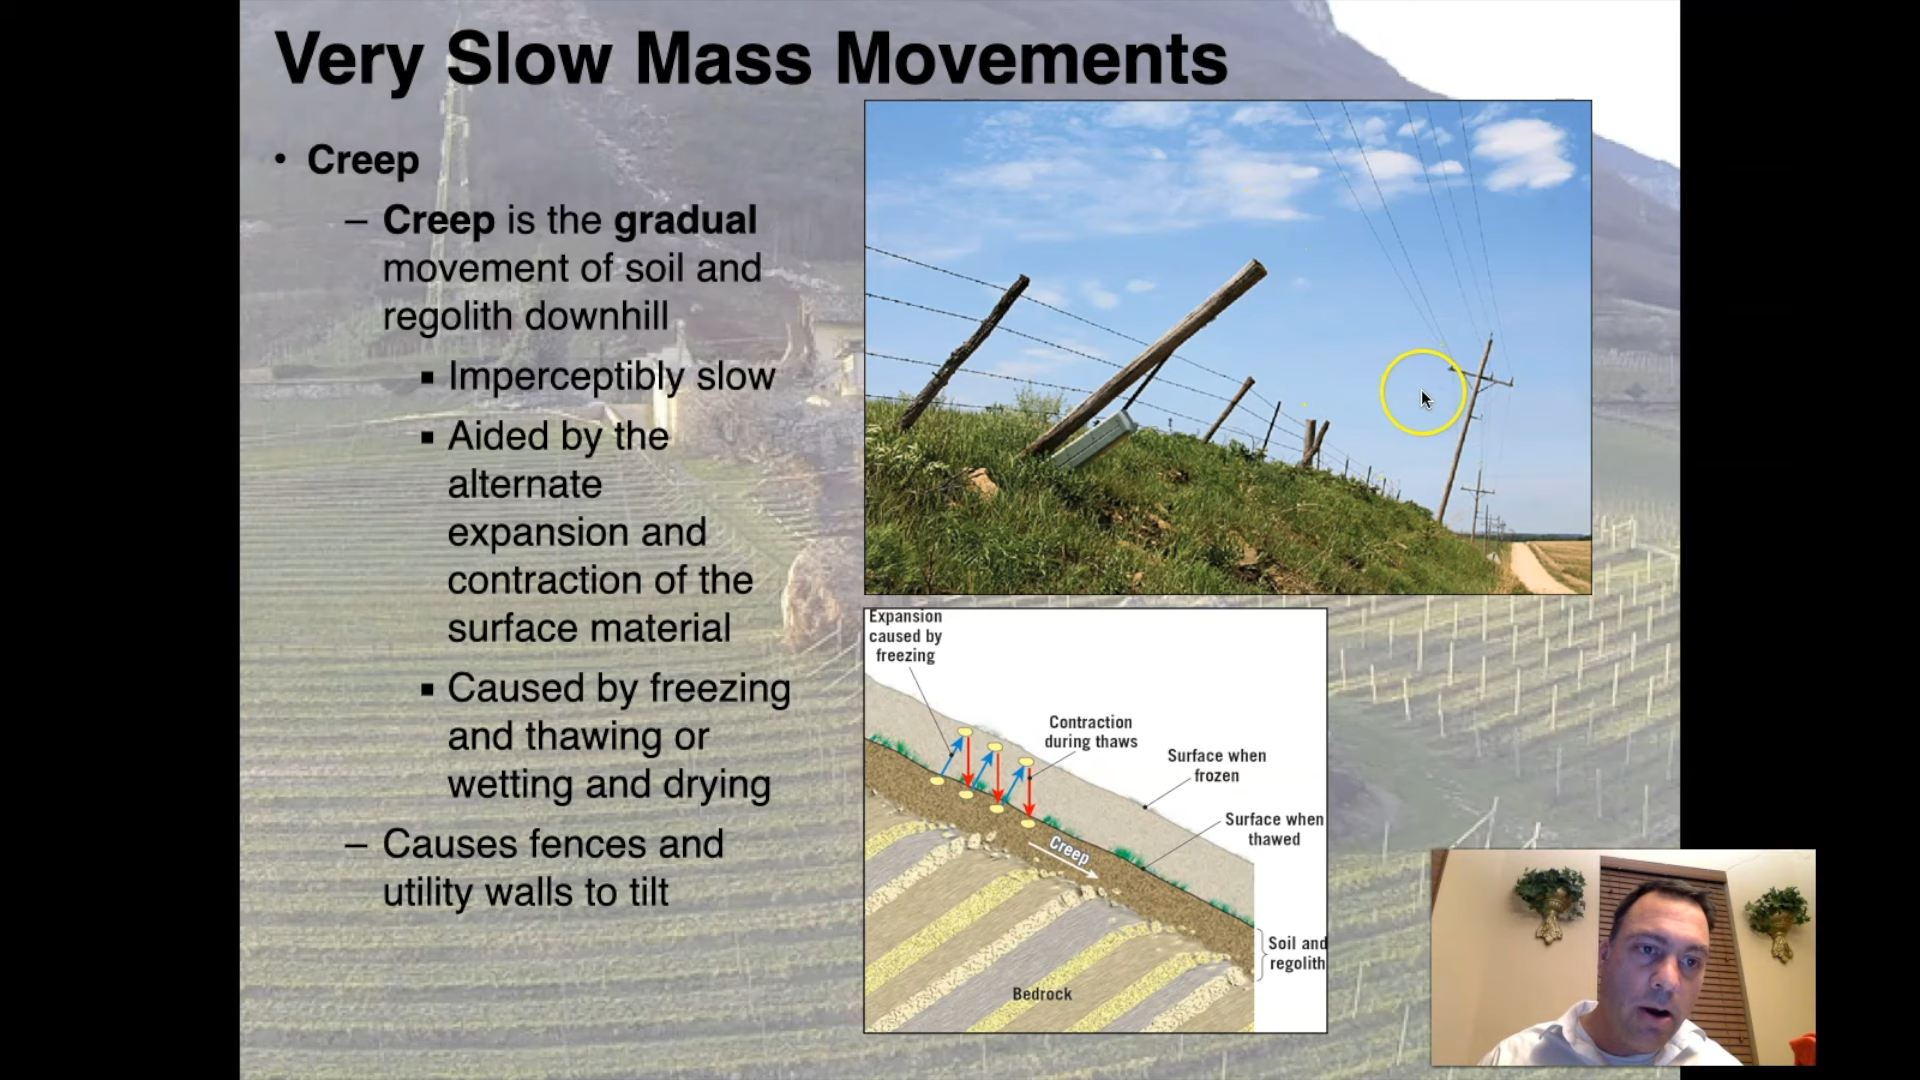 Very Slow Mass Movements
• Creep
– Creep is the gradual
movement of soil and
regolith downhill
▪ Imperceptibly slow
▪ Aided by the
alternate
expansion and
contraction of the
surface material
▪ Caused by freezing
and thawing or
wetting and drying
– Causes fences and
utility walls to tilt
Expansion
caused by
freezing
Contraction
during thaws
Surface when
frozen
Surface when
thawed
Creep
Soil and
regolith
Bedrock